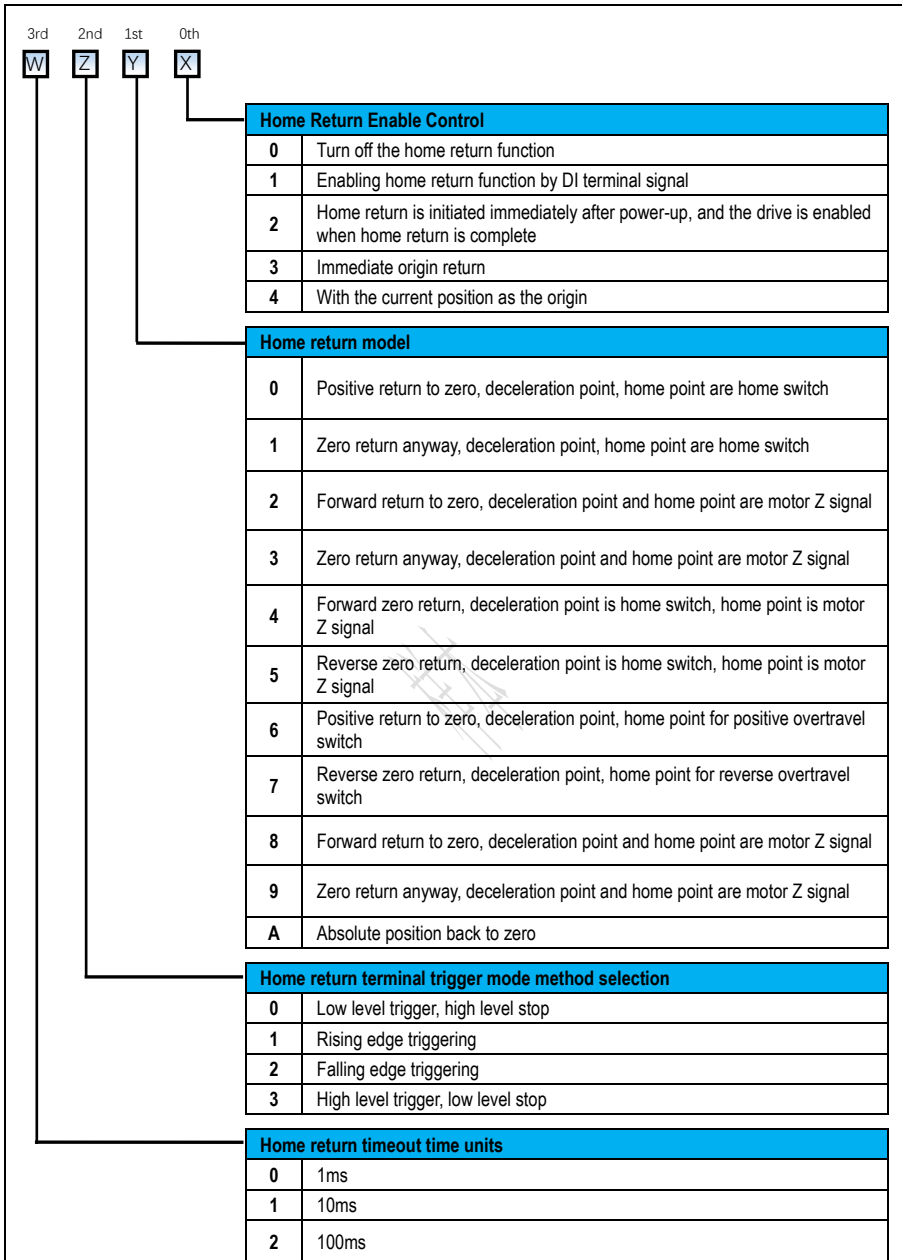 3rd 2nd 1st 0th
W Z Y X
Home Return Enable Control
0 Turn off the home return function
1 Enabling home return function by DI terminal signal
2 Home return is initiated immediately after power-up, and the drive is enabled
when home return is complete
3 Immediate origin return
4 With the current position as the origin
Home return model
0 Positive return to zero, deceleration point, home point are home switch
1 Zero return anyway, deceleration point, home point are home switch
2 Forward return to zero, deceleration point and home point are motor Z signal
3 Zero return anyway, deceleration point and home point are motor Z signal
4 Forward zero return, deceleration point is home switch, home point is motor
Z signal
5 Reverse zero return, deceleration point is home switch, home point is motor
Z signal
6 Positive return to zero, deceleration point, home point for positive overtravel
switch
7 Reverse zero return, deceleration point, home point for reverse overtravel
switch
8 Forward return to zero, deceleration point and home point are motor Z signal
9 Zero return anyway, deceleration point and home point are motor Z signal
A Absolute position back to zero
Home return terminal trigger mode method selection
0 Low level trigger, high level stop
1 Rising edge triggering
2 Falling edge triggering
3 High level trigger, low level stop
Home return timeout time units
0 1ms
1 10ms
2 100ms